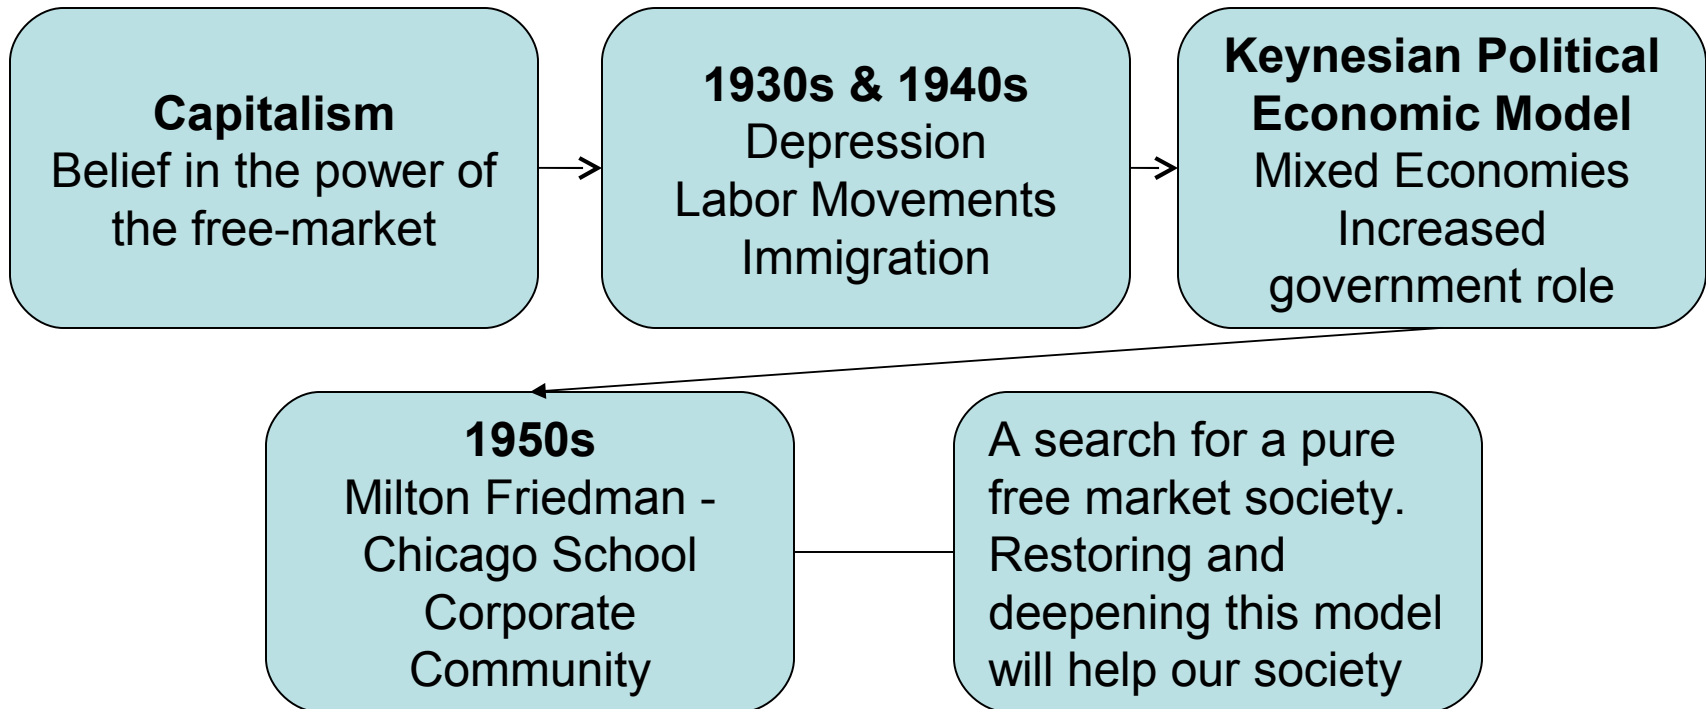 Capitalism
Belief in the power of
the free-market
1930s & 1940s
Depression
Labor Movements
Immigration
Keynesian Political
Economic Model
Mixed Economies
Increased
government role
1950s
Milton Friedman -
Chicago School
Corporate
Community
A search for a pure
free market society.
Restoring and
deepening this model
will help our society